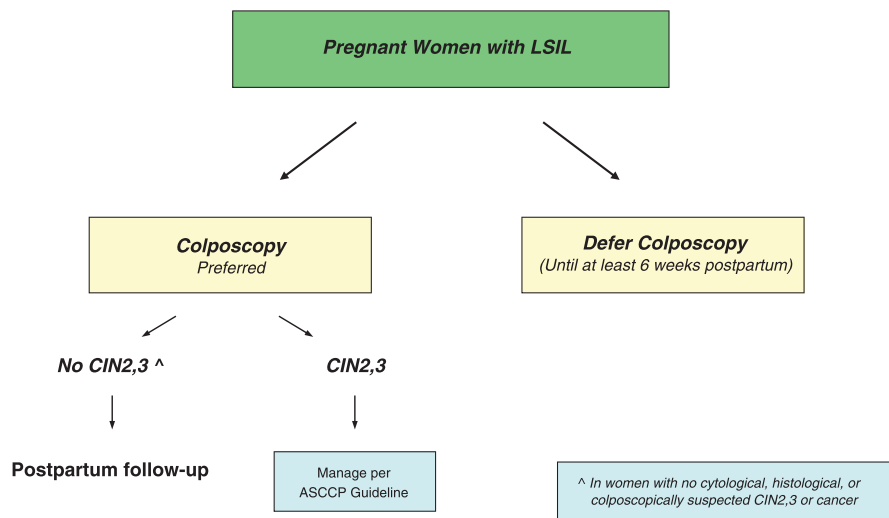 Pregnant Women with LSIL
Colposcopy
Preferred
Defer Colposcopy
(Until at least 6 weeks postpartum)
No CIN2,3 ^
CIN2,3
Postpartum follow-up
Manage per
ASCCP Guideline
^ In women with no cytological, histological, or
colposcopically suspected CIN2,3 or cancer